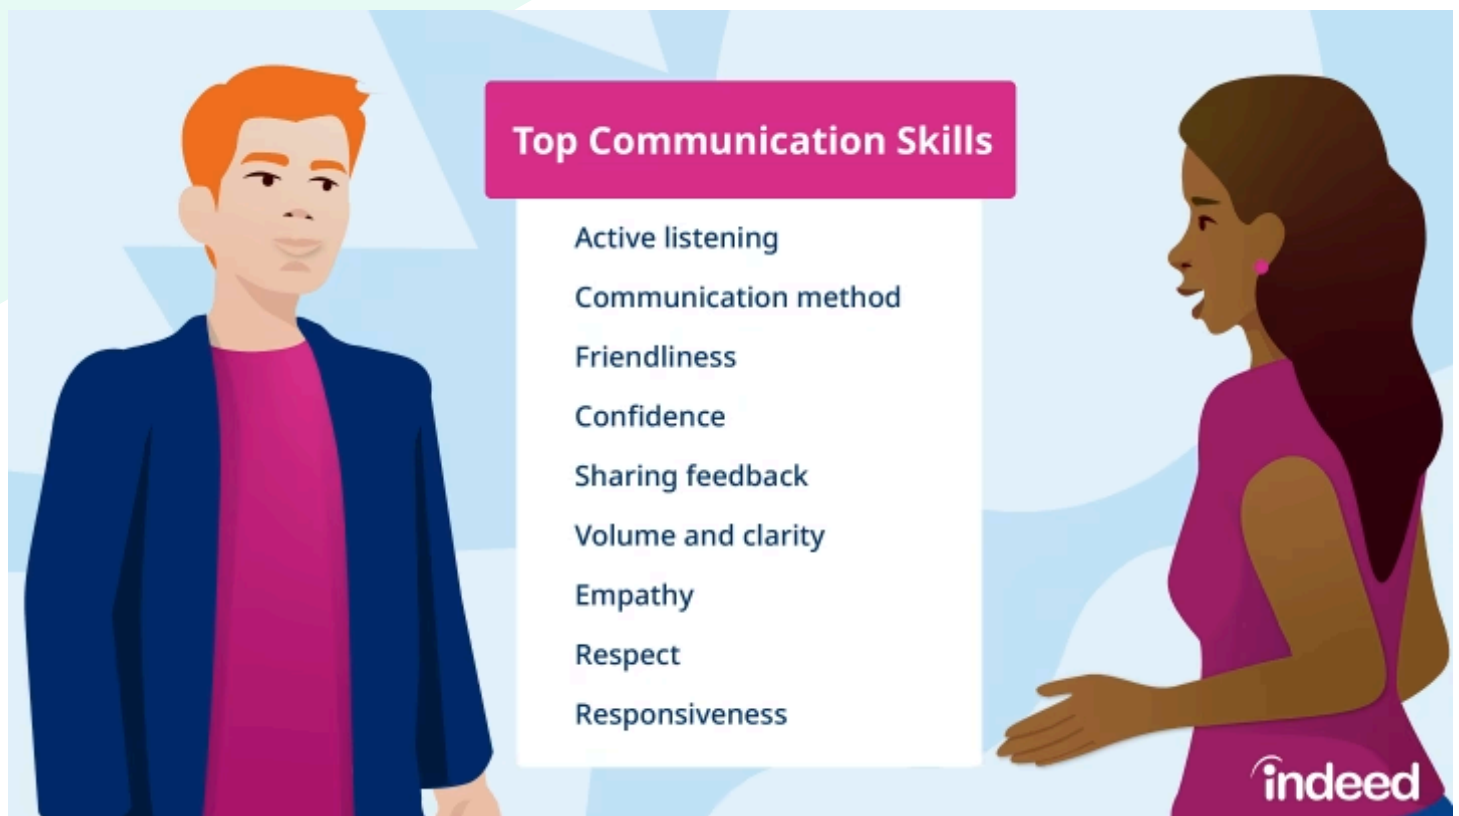 Top Communication Skills
Active listening
Communication method
Friendliness
Confidence
Sharing feedback
Volume and clarity
Empathy
Respect
Responsiveness
indeed